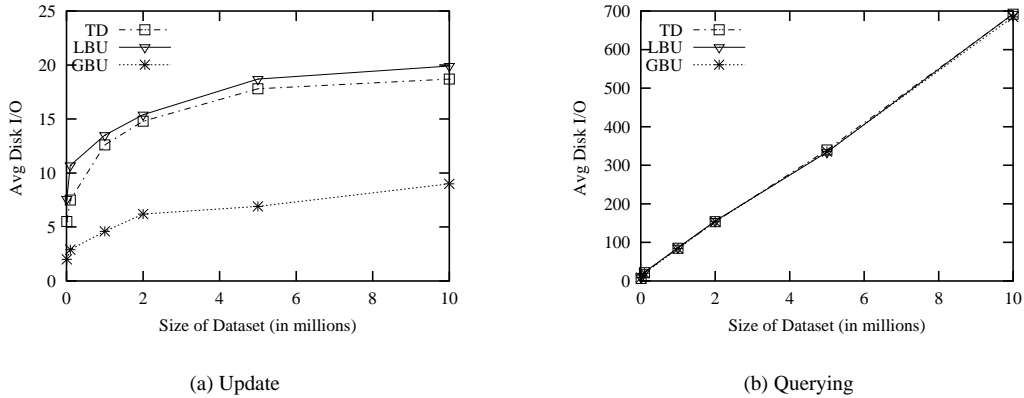 25
20
15
10
5
0
Avg Disk I/O
TD
LBU
GBU
0 2 4 6 8 10
Size of Dataset (in millions)
(a) Update
700
600
500
400
300
200
100
0
Avg Disk I/O
TD
LBU
GBU
0 2 4 6 8 10
Size of Dataset (in millions)
(b) Querying